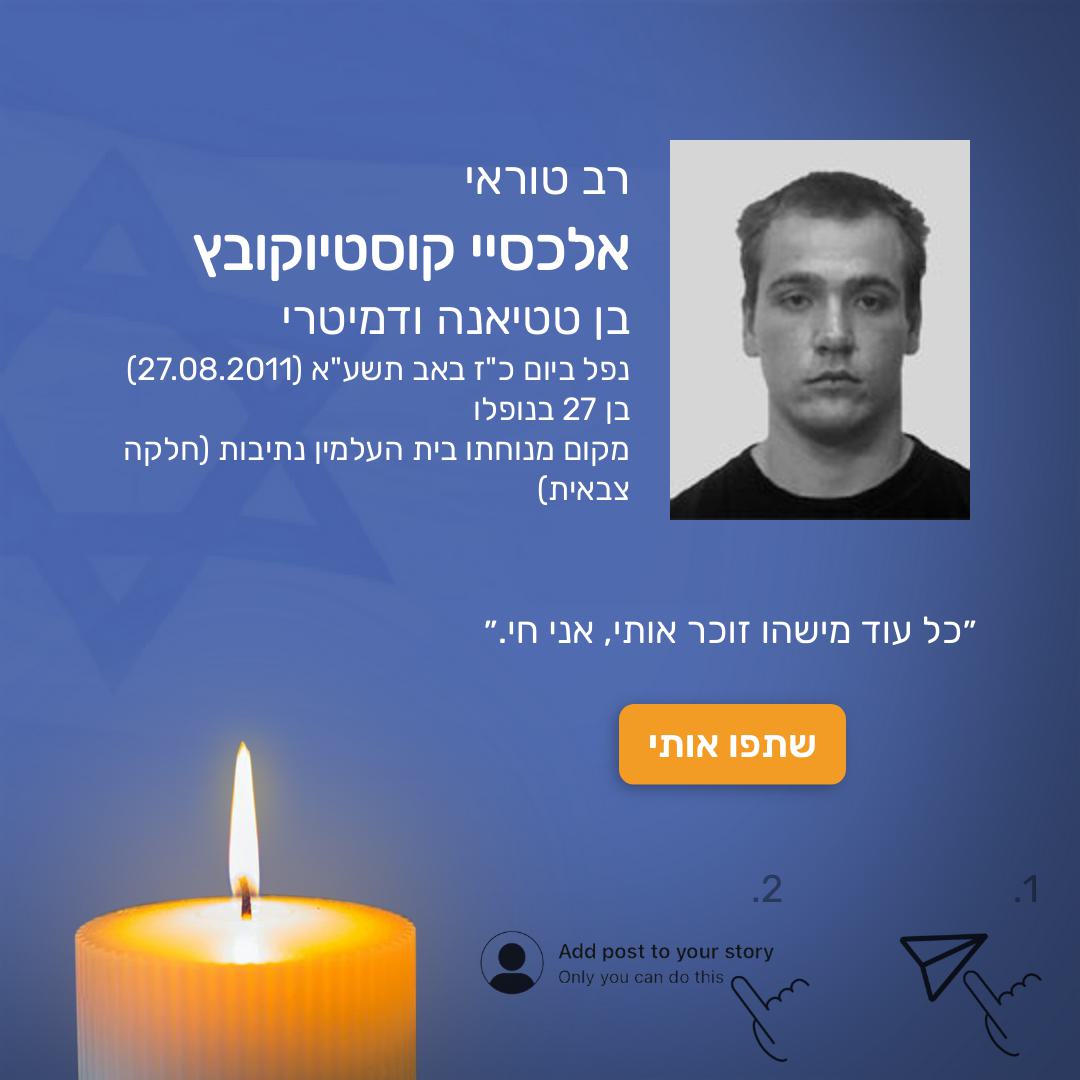 רב טוראי
אלכסיי קוסטיוקובץ
בן טטיאנה ודמיטרי
נפל ביום כ"ז באב תשע"א (27.08.2011)
בן 27 בנופלו
מקום מנוחתו בית העלמין נתיבות (חלקה
צבאית)
״כל עוד מישהו זוכר אותי, אני חי.״
שתפו אותי
1.
2.
Add post to your story
Only you can do this